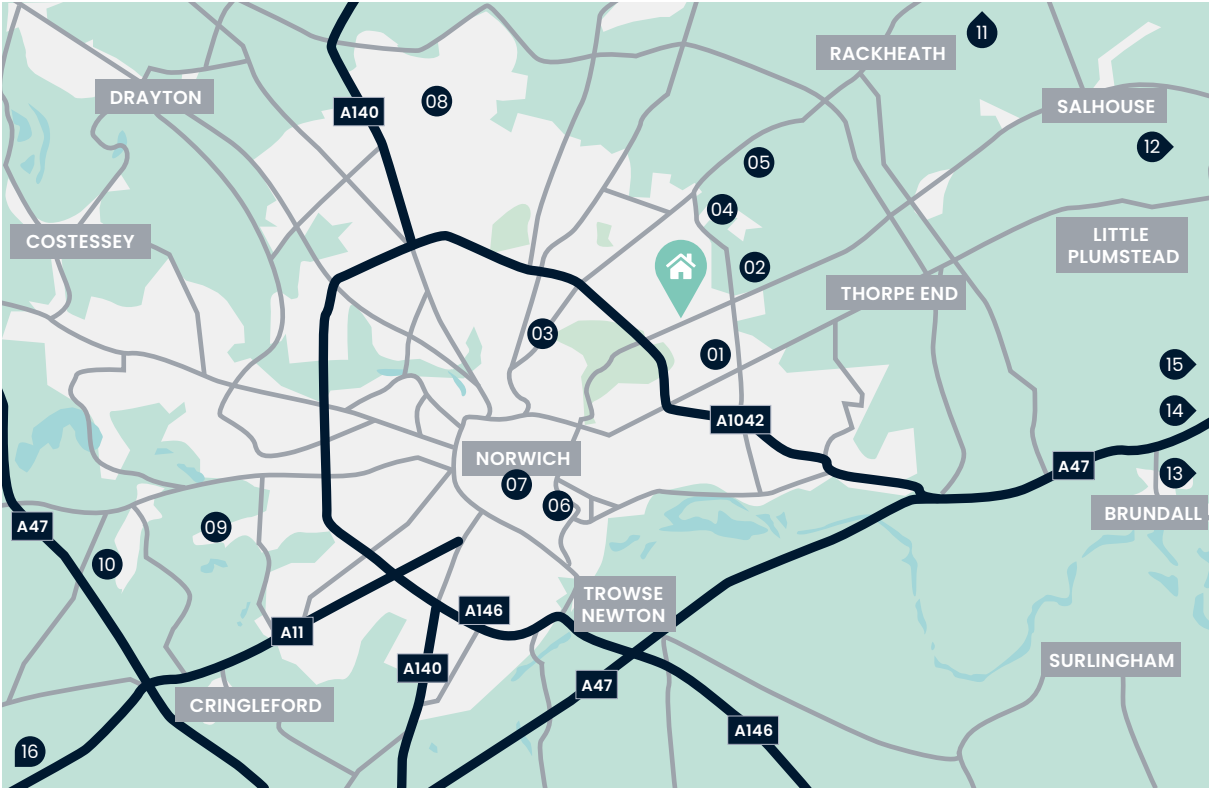 11
RACKHEATH
DRAYTON
08
A140
SALHOUSE
12
05
04
COSTESSEY
LITTLE
PLUMSTEAD
02
THORPE END
03
01
15
14
A1042
NORWICH
A47
13
07
06
BRUNDALL
A47
09
10
TROWSE
NEWTON
A146
A11
SURLINGHAM
A140
A47
CRINGLEFORD
A146
16